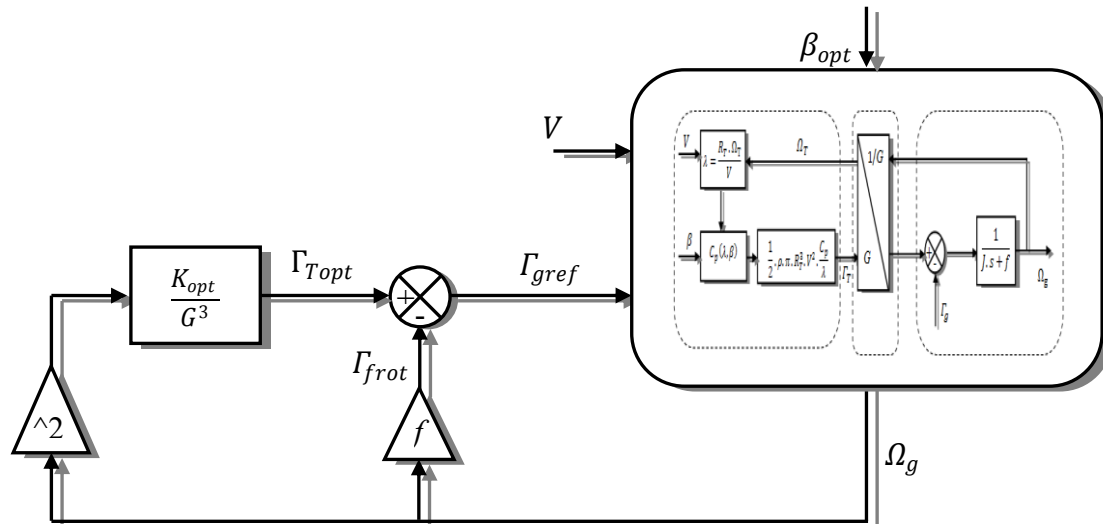 β_opt
V
V
λ = R_T . Ω_T / V
Ω_T
1/G
β
C_p(λ,β)
1/2 . ρ . π . R_T^3 . V^2 . C_p/λ
Γ_T
G
+
-
1 / J.s + f
Ω_g
Γ_g
K_opt / G^3
Γ_Topt
+
-
Γ_gref
Γ_frot
^2
f
Ω_g